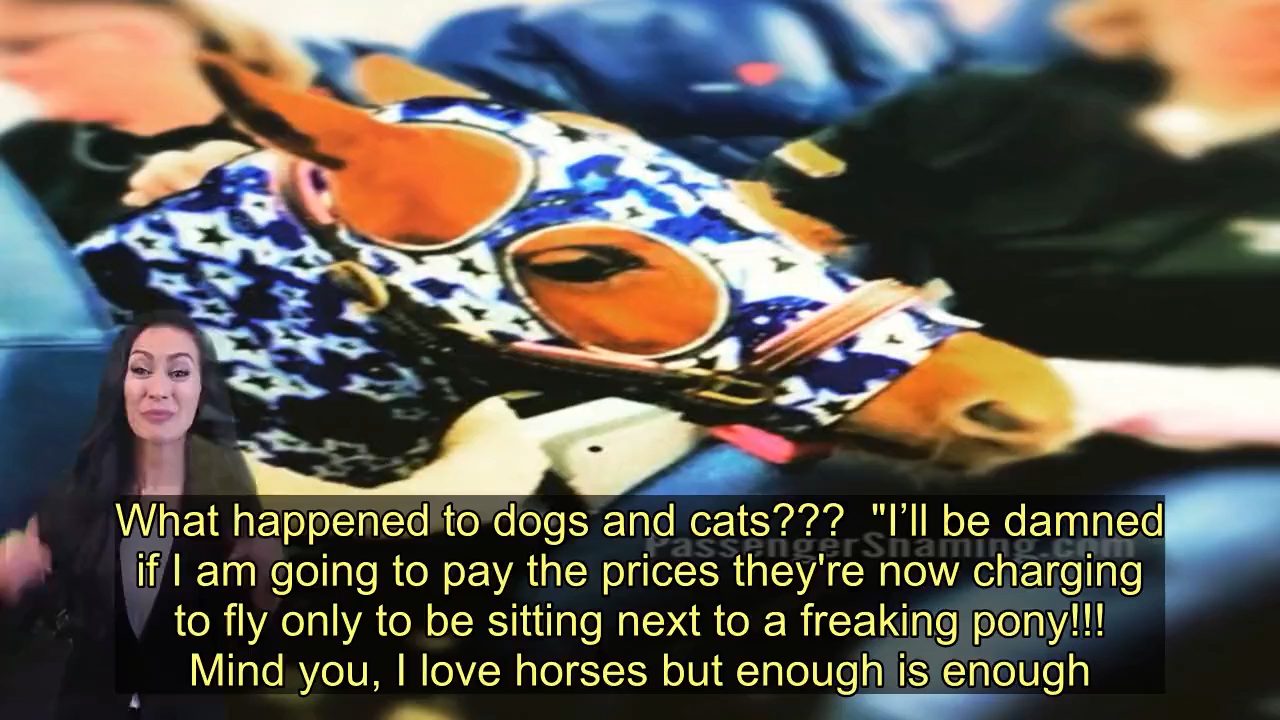 What happened to dogs and cats??? "I’ll be damned
PassengerShaming.com
if I am going to pay the prices they're now charging
to fly only to be sitting next to a freaking pony!!!
Mind you, I love horses but enough is enough